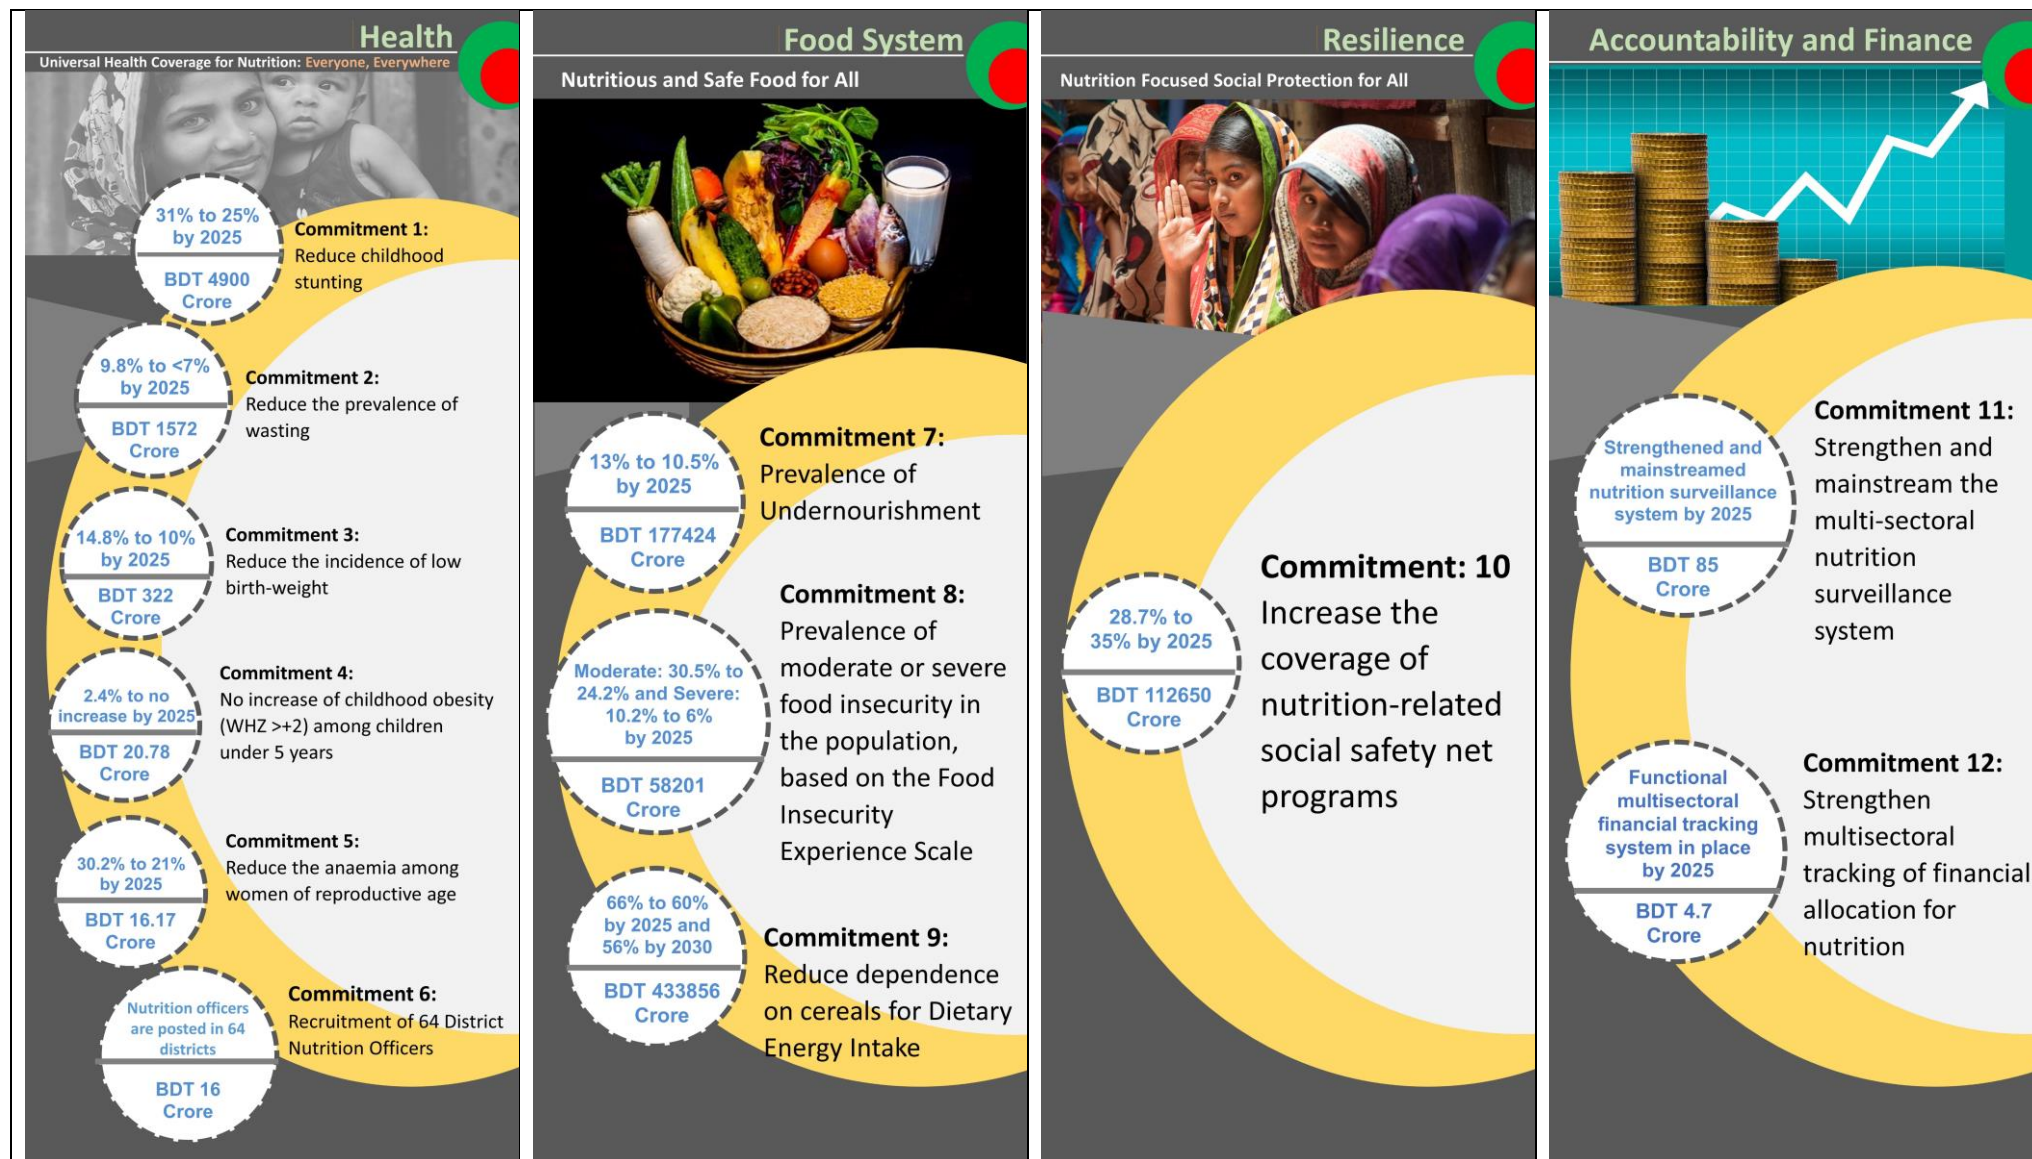 Health
Universal Health Coverage for Nutrition: Everyone, Everywhere
31% to 25%
by 2025
BDT 4900
Crore
Commitment 1:
Reduce childhood
stunting
9.8% to <7%
by 2025
BDT 1572
Crore
Commitment 2:
Reduce the prevalence of
wasting
14.8% to 10%
by 2025
BDT 322
Crore
Commitment 3:
Reduce the incidence of low
birth-weight
2.4% to no
increase by 2025
BDT 20.78
Crore
Commitment 4:
No increase of childhood obesity
(WHZ >+2) among children
under 5 years
30.2% to 21%
by 2025
BDT 16.17
Crore
Commitment 5:
Reduce the anaemia among
women of reproductive age
Nutrition officers
are posted in 64
districts
BDT 16
Crore
Commitment 6:
Recruitment of 64 District
Nutrition Officers
Food System
Nutritious and Safe Food for All
13% to 10.5%
by 2025
BDT 177424
Crore
Commitment 7:
Prevalence of
Undernourishment
Moderate: 30.5% to
24.2% and Severe:
10.2% to 6%
by 2025
BDT 58201
Crore
Commitment 8:
Prevalence of
moderate or severe
food insecurity in
the population,
based on the Food
Insecurity
Experience Scale
66% to 60%
by 2025 and
56% by 2030
BDT 433856
Crore
Commitment 9:
Reduce dependence
on cereals for Dietary
Energy Intake
Resilience
Nutrition Focused Social Protection for All
28.7% to
35% by 2025
BDT 112650
Crore
Commitment: 10
Increase the
coverage of
nutrition-related
social safety net
programs
Accountability and Finance
Strengthened and
mainstreamed
nutrition surveillance
system by 2025
BDT 85
Crore
Commitment 11:
Strengthen and
mainstream the
multi-sectoral
nutrition
surveillance
system
Functional
multisectoral
financial tracking
system in place
by 2025
BDT 4.7
Crore
Commitment 12:
Strengthen
multisectoral
tracking of financial
allocation for
nutrition